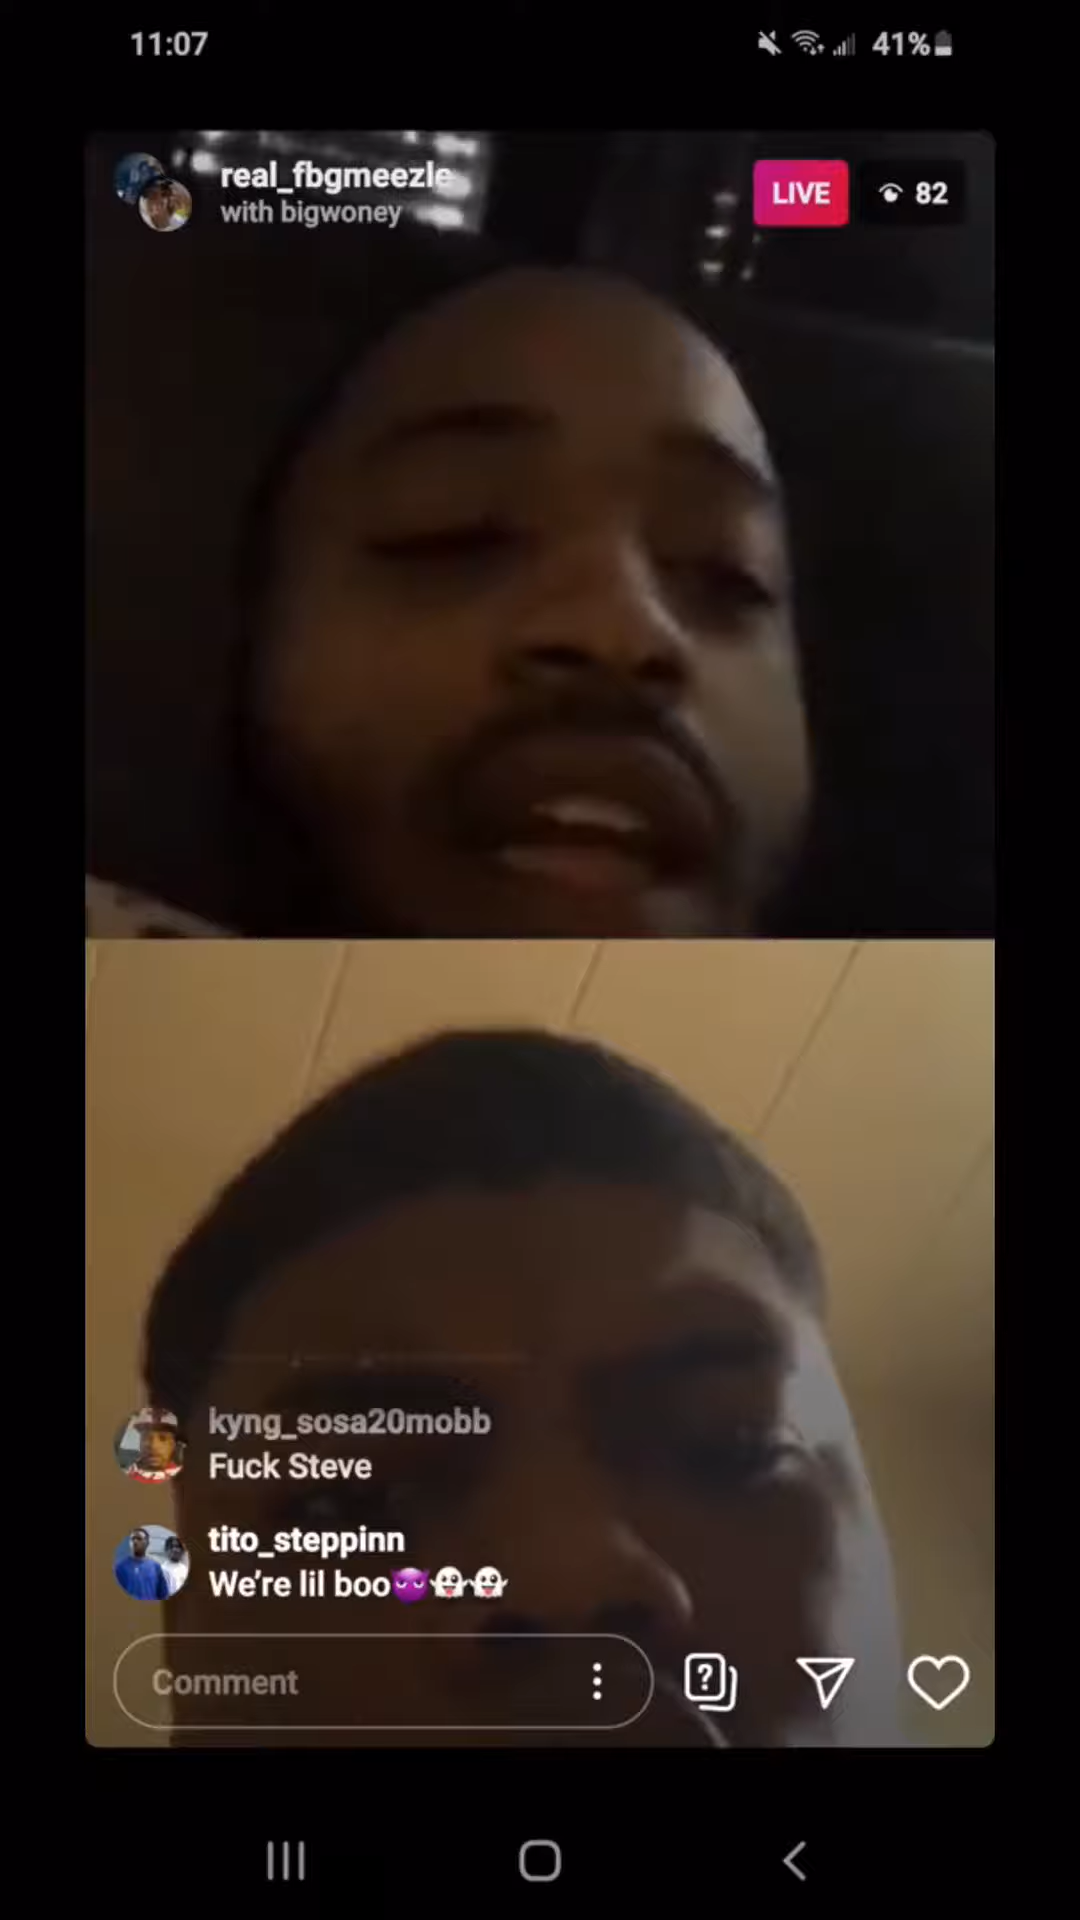 11:07
41%
real_fbgmeezle
with bigwoney
LIVE
82
kyng_sosa20mobb
Fuck Steve
tito_steppinn
We’re lil boo😈👻👻
Comment